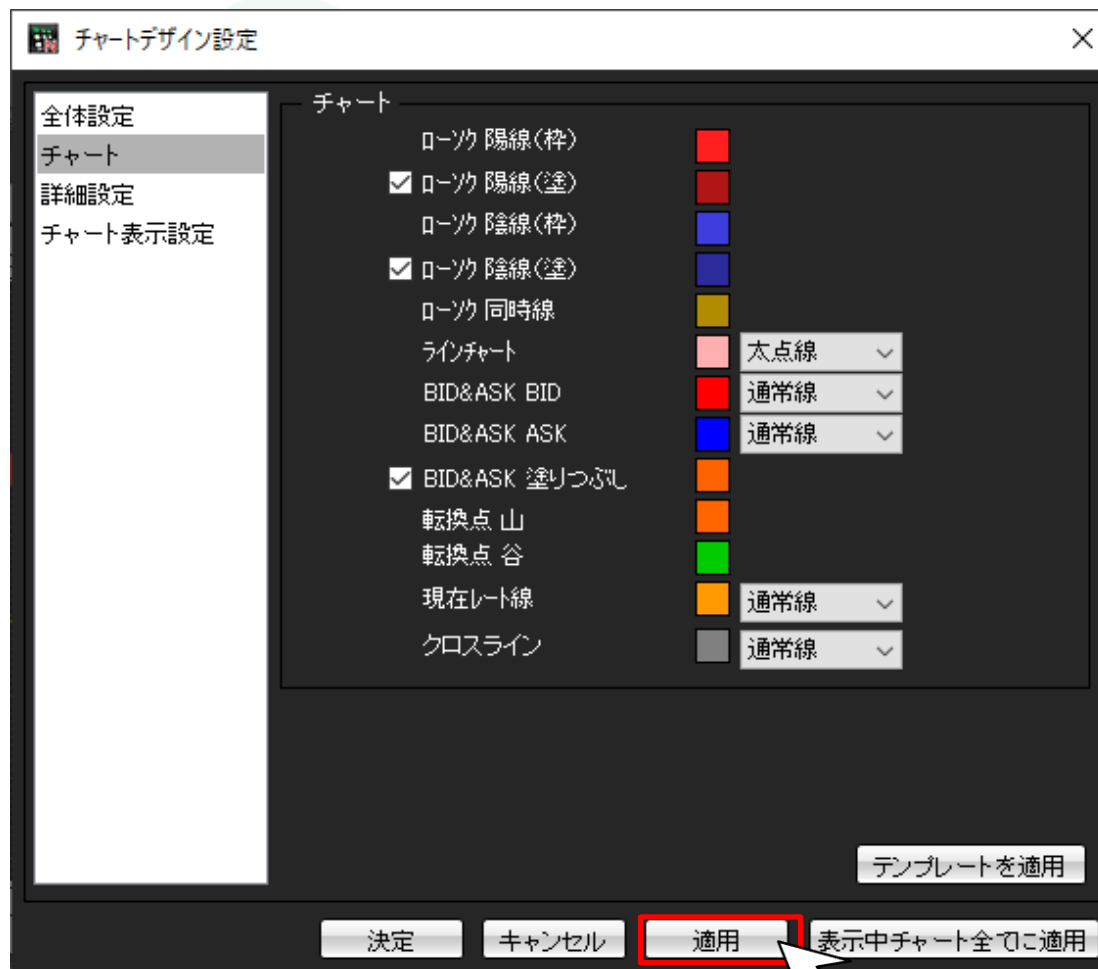 チャートデザイン設定
全体設定
チャート
詳細設定
チャート表示設定
チャート
ローソク 陽線(枠)
ローソク 陽線(塗)
ローソク 陰線(枠)
ローソク 陰線(塗)
ローソク 同時線
ラインチャート 太点線
BID&ASK BID 通常線
BID&ASK ASK 通常線
BID&ASK 塗りつぶし
転換点 山
転換点 谷
現在レート線 通常線
クロスライン 通常線
テンプレートを適用
決定 キャンセル 適用 表示中チャート全てに適用